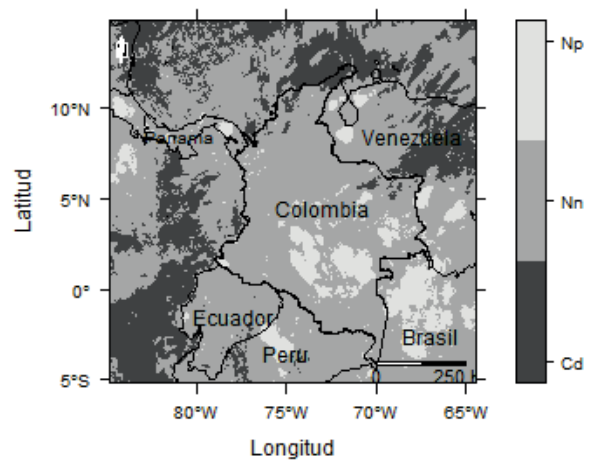 Np
10°N
Panama
Venezuela
Nn
5°N
Colombia
Latitud
0°
Ecuador
Brasil
Peru
5°S
250
Cd
80°W
75°W
70°W
65°W
Longitud